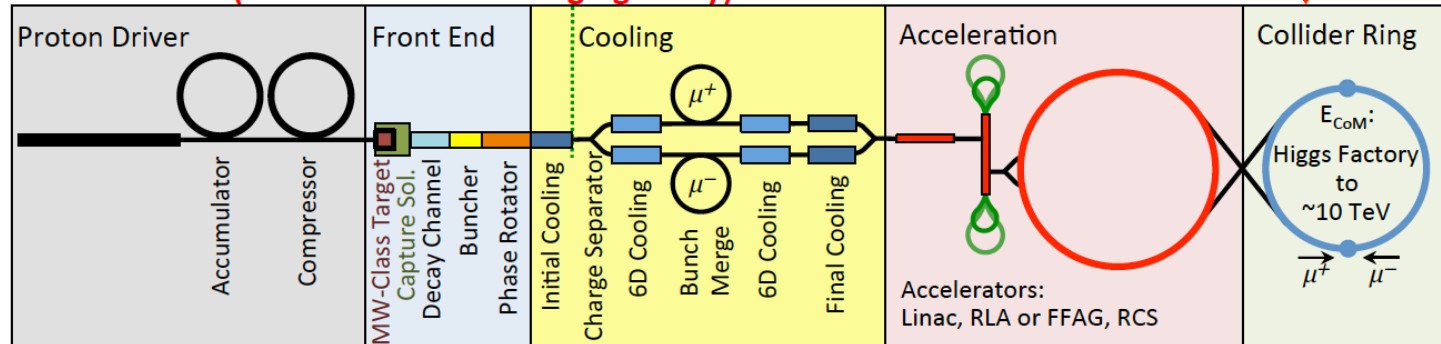 Proton Driver
Accumulator
Compressor
Front End
MW-Class Target
Capture Sol.
Decay Channel
Buncher
Phase Rotator
Cooling
Initial Cooling
Charge Separator
6D Cooling
μ+
μ−
Bunch
Merge
6D Cooling
Final Cooling
Acceleration
Accelerators:
Linac, RLA or FFAG, RCS
Collider Ring
ECoM:
Higgs Factory
to
~10 TeV
μ+ μ−